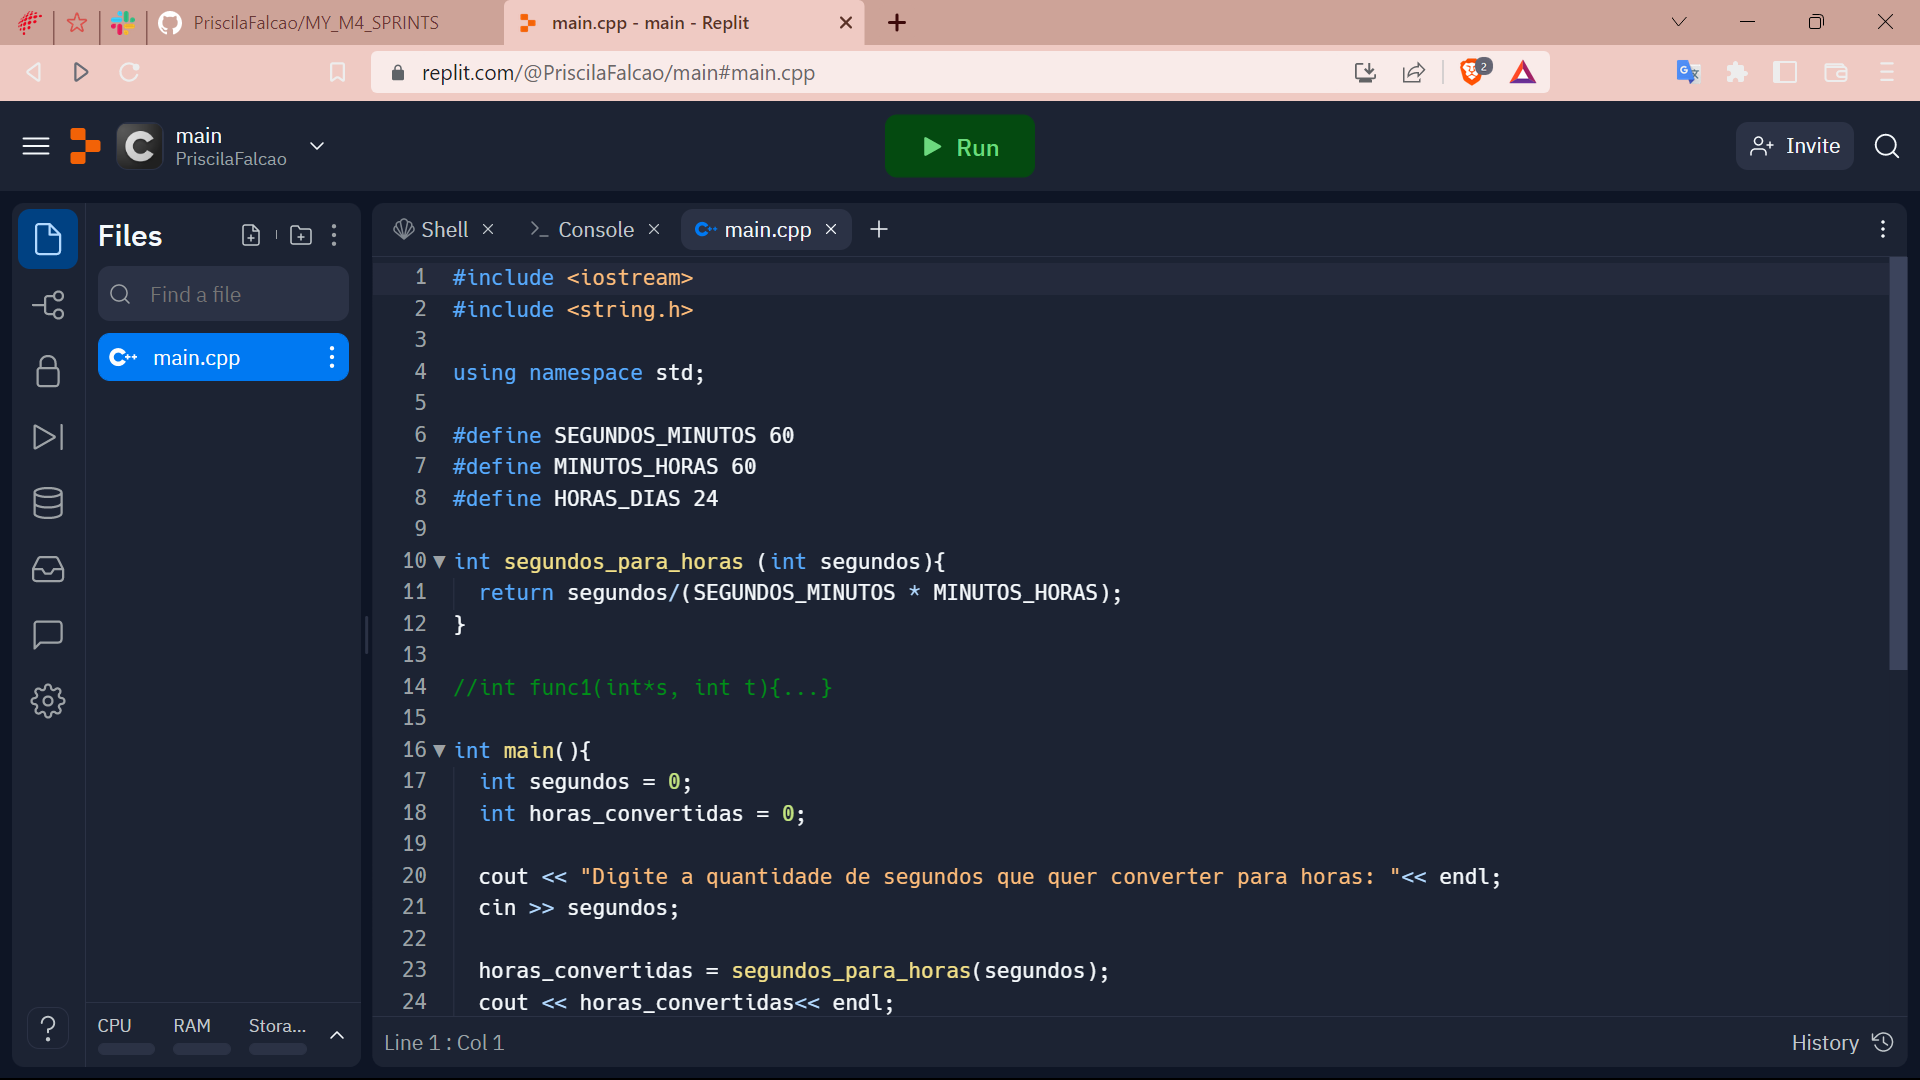 PriscilaFalcao/MY_M4_SPRINTS
main.cpp - main - Replit
replit.com/@PriscilaFalcao/main#main.cpp
2
main
PriscilaFalcao
Run
Invite
Files
Find a file
main.cpp
Shell
Console
main.cpp
1 #include <iostream>
2 #include <string.h>
3
4 using namespace std;
5
6 #define SEGUNDOS_MINUTOS 60
7 #define MINUTOS_HORAS 60
8 #define HORAS_DIAS 24
9
10 int segundos_para_horas (int segundos){
11 return segundos/(SEGUNDOS_MINUTOS * MINUTOS_HORAS);
12 }
13
14 //int func1(int*s, int t){...}
15
16 int main(){
17 int segundos = 0;
18 int horas_convertidas = 0;
19
20 cout << "Digite a quantidade de segundos que quer converter para horas: "<< endl;
21 cin >> segundos;
22
23 horas_convertidas = segundos_para_horas(segundos);
24 cout << horas_convertidas<< endl;
CPU RAM Stora...
Line 1 : Col 1
History